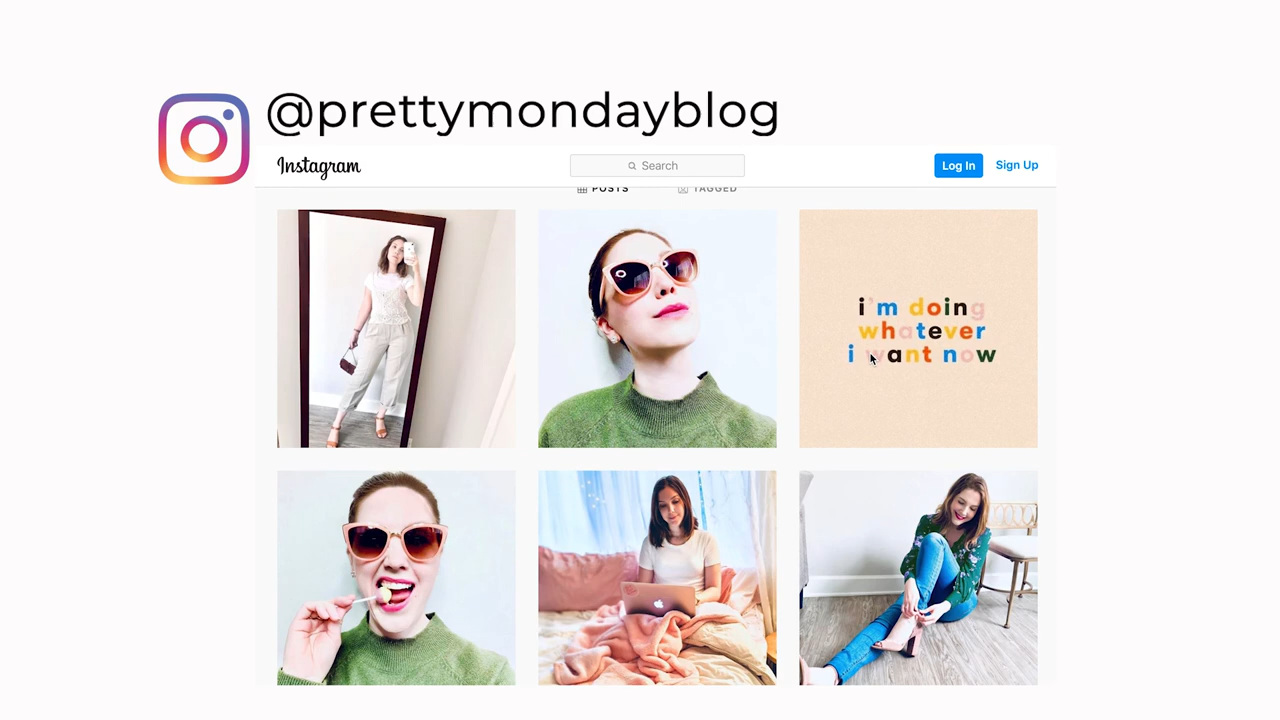 @prettymondayblog
Instagram
Search
Log In
Sign Up
POSTS
TAGGED
i'm doing
whatever
i want now